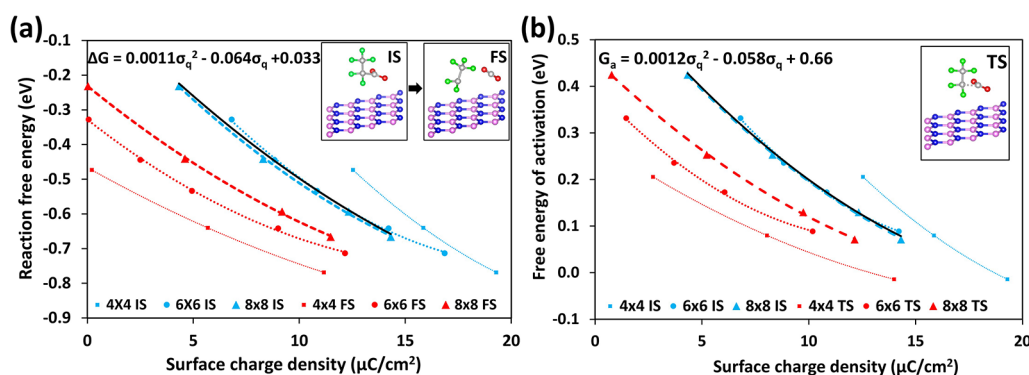 (a)
ΔG = 0.0011σq² - 0.064σq +0.033
IS
FS
-0.1
-0.2
-0.3
-0.4
-0.5
-0.6
-0.7
-0.8
-0.9
Reaction free energy (eV)
4X4 IS 6X6 IS 8x8 IS 4x4 FS 6x6 FS 8x8 FS
0 5 10 15 20
Surface charge density (μC/cm²)
(b)
Ga = 0.0012σq² - 0.058σq + 0.66
TS
0.5
0.4
0.3
0.2
0.1
0.0
-0.1
Free energy of activation (eV)
4x4 IS 6x6 IS 8x8 IS 4x4 TS 6x6 TS 8x8 TS
0 5 10 15 20
Surface charge density (μC/cm²)